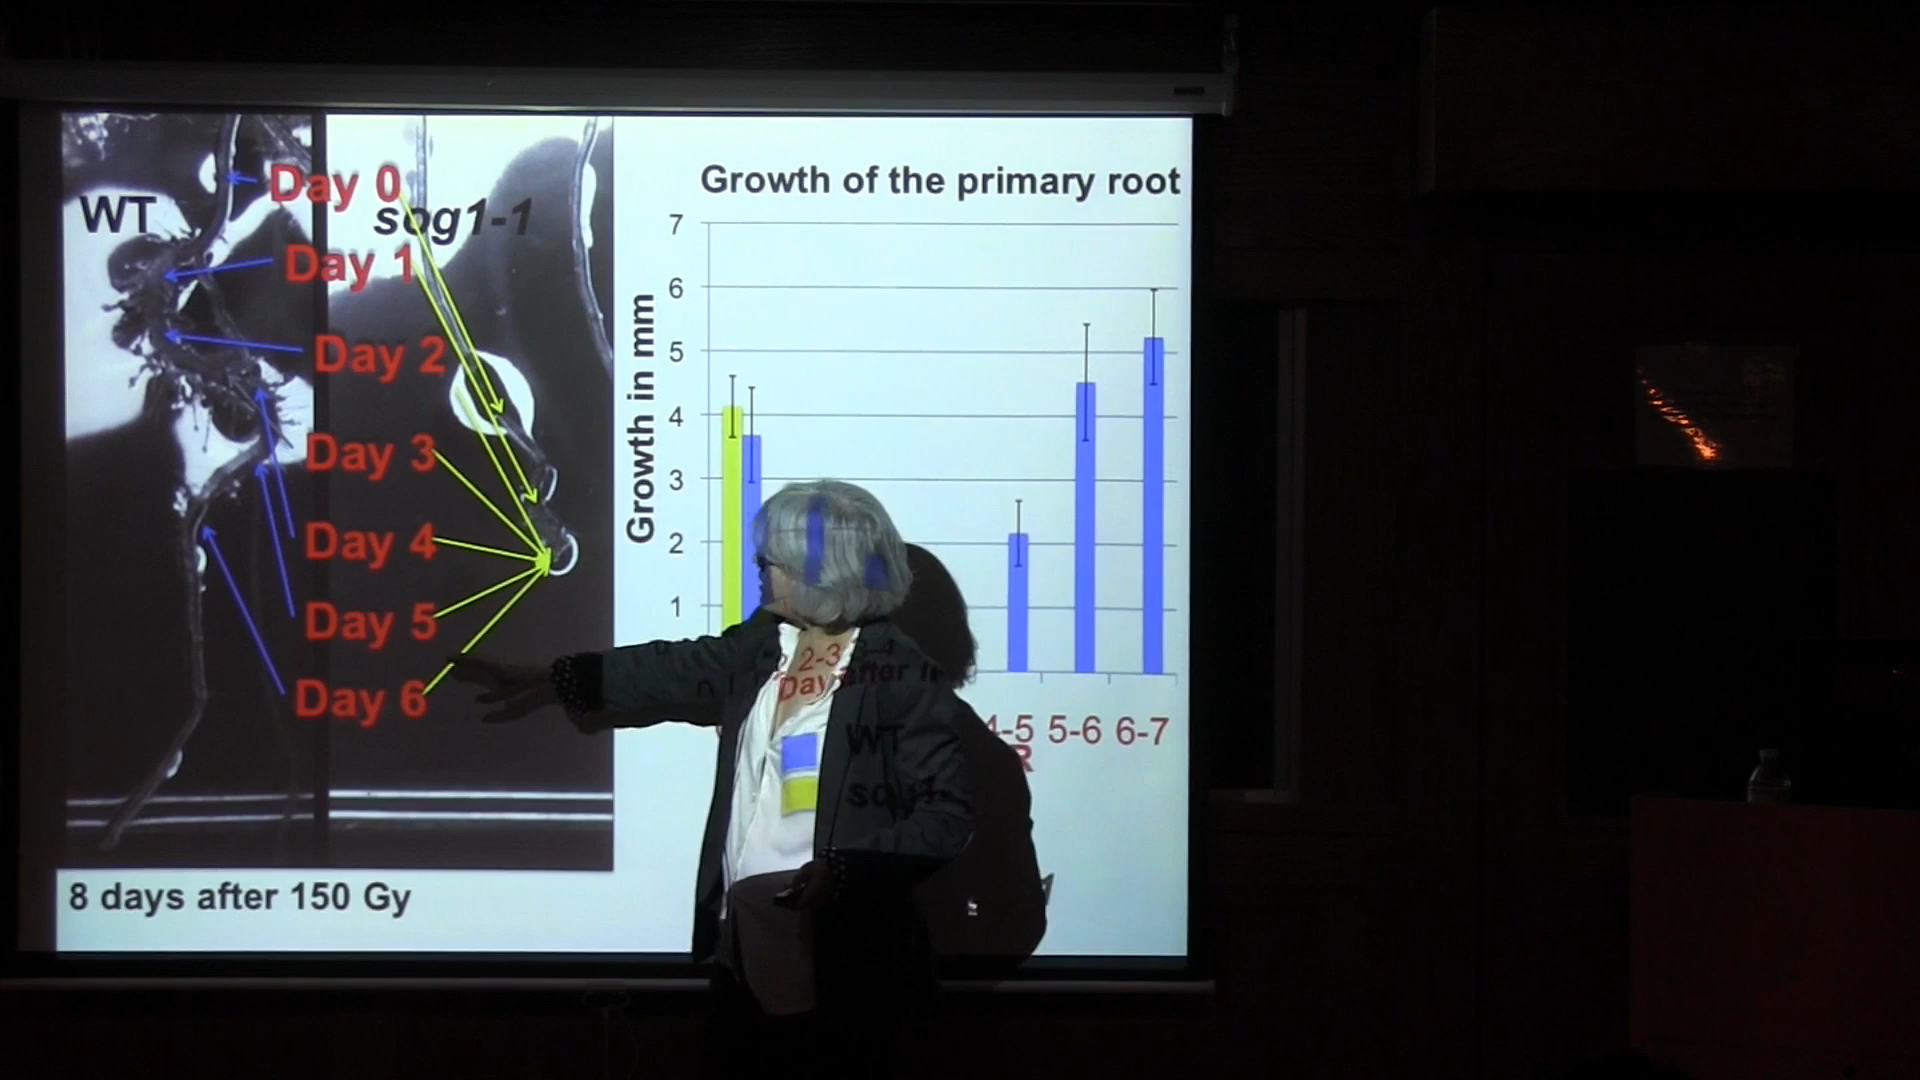 WT
sog1-1
Day 0
Day 1
Day 2
Day 3
Day 4
Day 5
Day 6
8 days after 150 Gy
Growth of the primary root
Growth in mm
7
6
5
4
3
2
1
2-3 3-4 4-5 5-6 6-7
Day after
WT